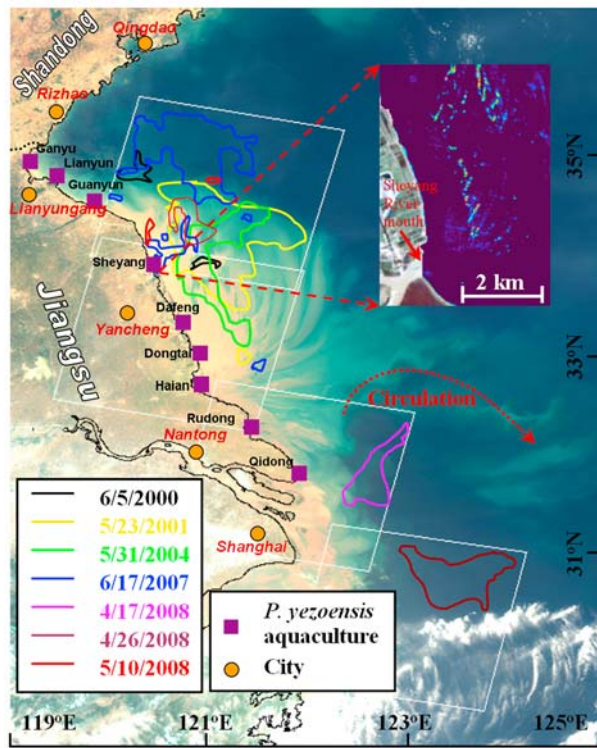 Qingdao
Shandong
Rizhao
Ganyu
Lianyun
Guanyun
Lianyungang
Sheyang
River
mouth
2 km
Sheyang
Jiangsu
Yancheng
Dafeng
Dongtai
Haian
Rudong
Nantong
Qidong
Shanghai
Circulation
35°N
33°N
31°N
6/5/2000
5/23/2001
5/31/2004
6/17/2007
4/17/2008
4/26/2008
5/10/2008
P. yezoensis
aquaculture
City
119°E
121°E
123°E
125°E